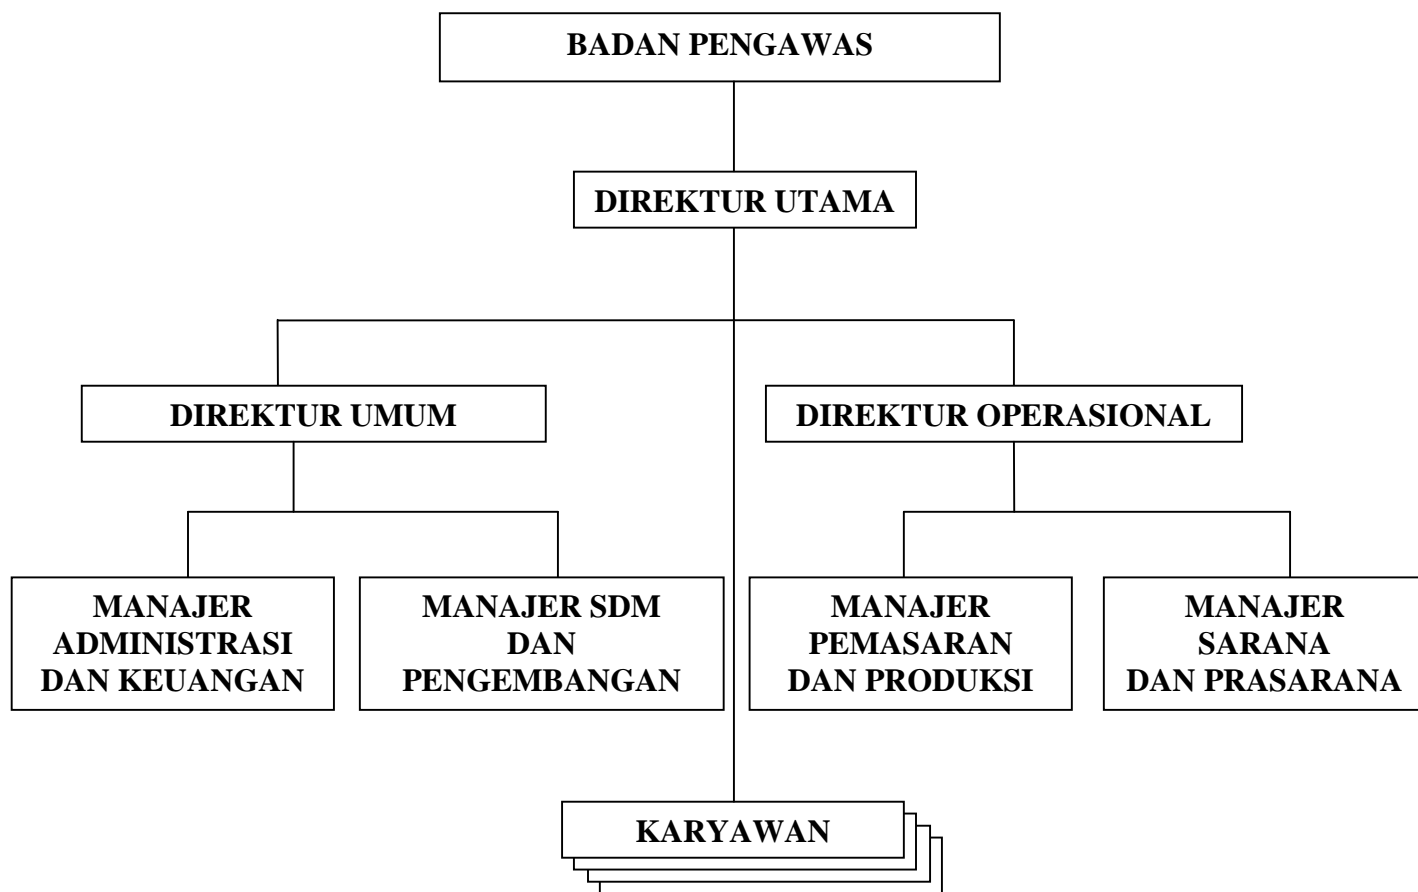 BADAN PENGAWAS
DIREKTUR UTAMA
DIREKTUR UMUM
DIREKTUR OPERASIONAL
MANAJER
ADMINISTRASI
DAN KEUANGAN
MANAJER SDM
DAN
PENGEMBANGAN
MANAJER
PEMASARAN
DAN PRODUKSI
MANAJER
SARANA
DAN PRASARANA
KARYAWAN